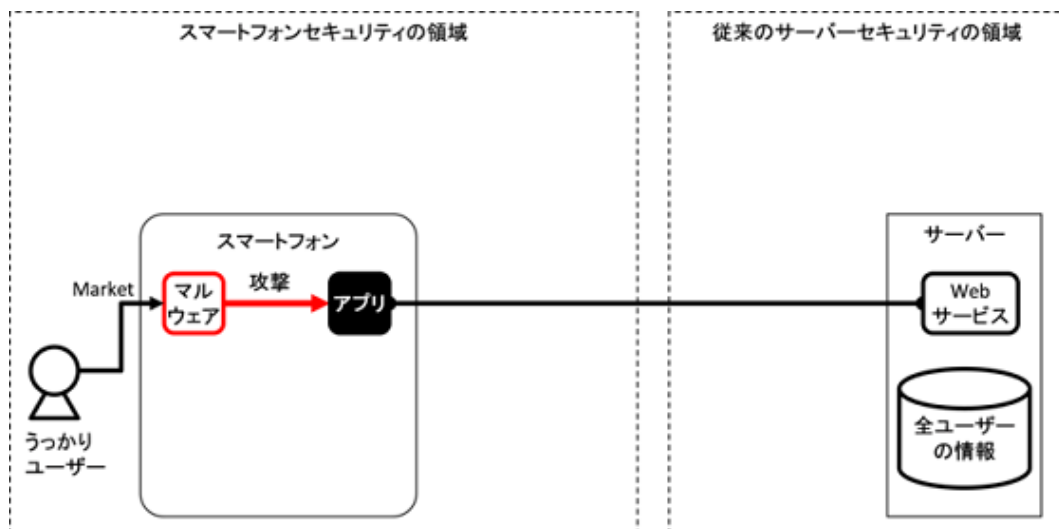 スマートフォンセキュリティの領域
従来のサーバーセキュリティの領域
スマートフォン
サーバー
Market
マル
ウェア
攻撃
アプリ
Web
サービス
うっかり
ユーザー
全ユーザー
の情報